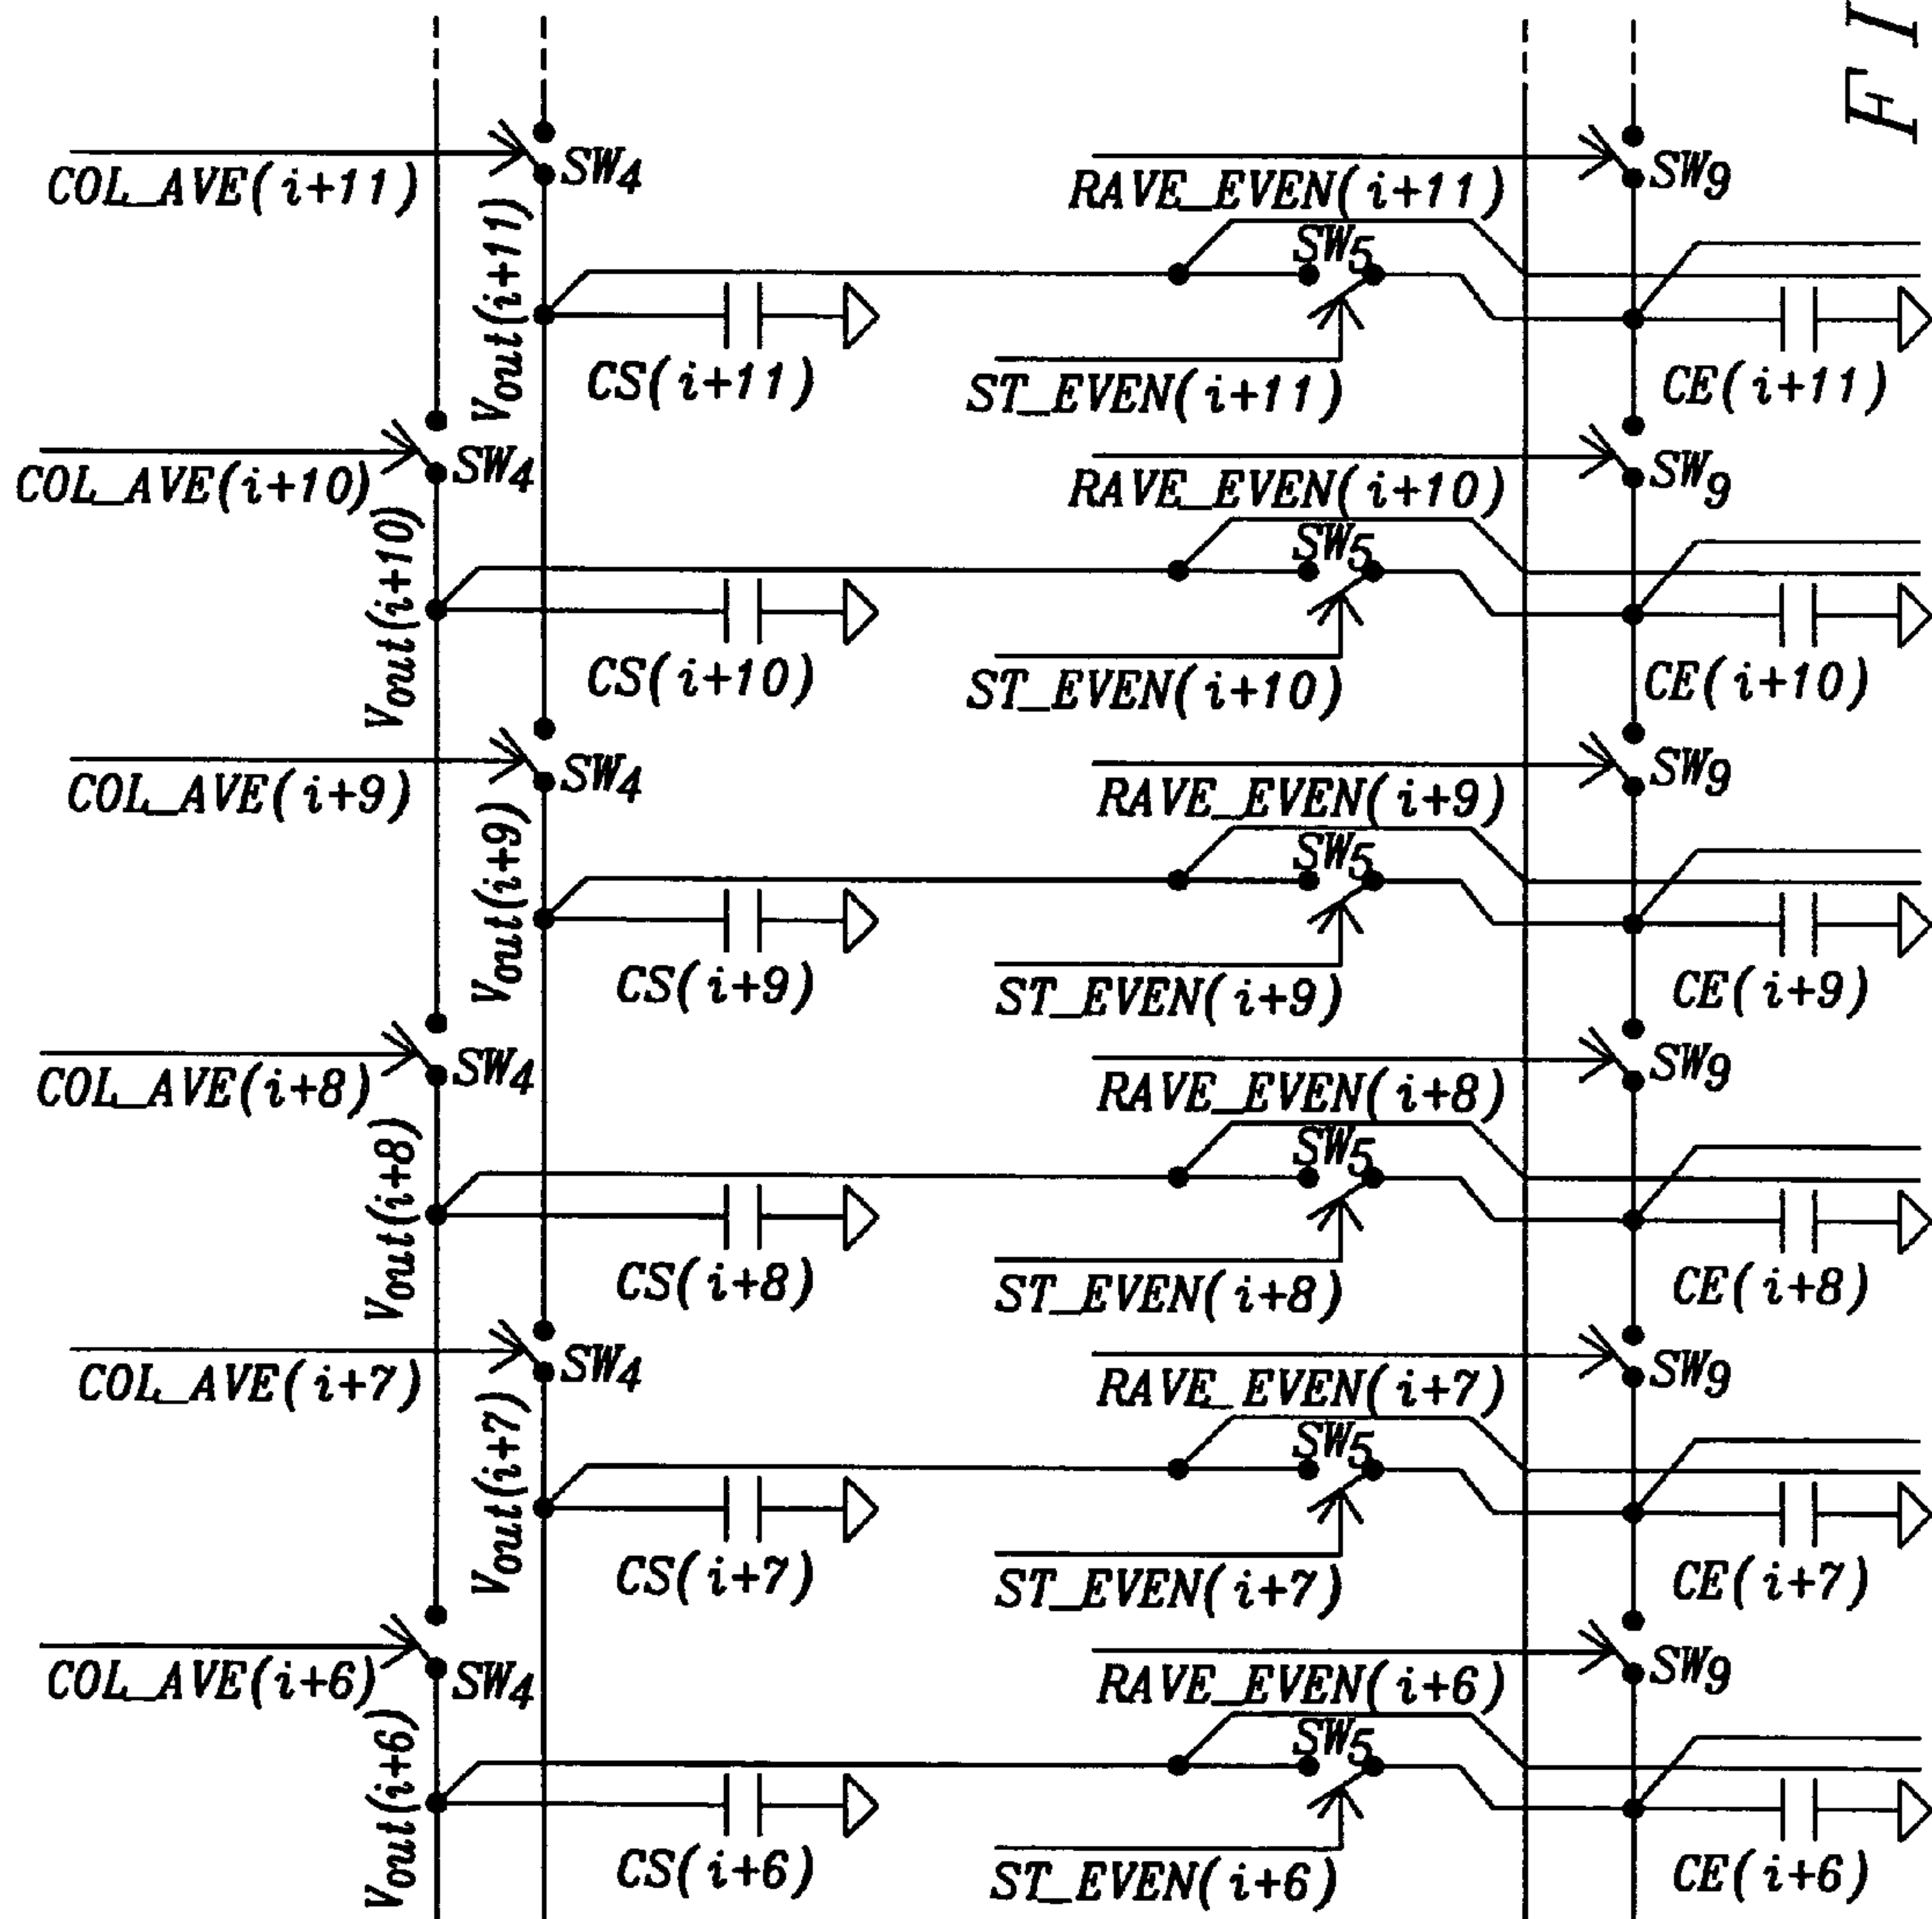 F I
COL_AVE(i+11)
SW4
Vout(i+11)
CS(i+11)
RAVE_EVEN(i+11)
SW9
SW5
ST_EVEN(i+11)
CE(i+11)
COL_AVE(i+10)
SW4
Vout(i+10)
CS(i+10)
RAVE_EVEN(i+10)
SW9
SW5
ST_EVEN(i+10)
CE(i+10)
COL_AVE(i+9)
SW4
Vout(i+9)
CS(i+9)
RAVE_EVEN(i+9)
SW9
SW5
ST_EVEN(i+9)
CE(i+9)
COL_AVE(i+8)
SW4
Vout(i+8)
CS(i+8)
RAVE_EVEN(i+8)
SW9
SW5
ST_EVEN(i+8)
CE(i+8)
COL_AVE(i+7)
SW4
Vout(i+7)
CS(i+7)
RAVE_EVEN(i+7)
SW9
SW5
ST_EVEN(i+7)
CE(i+7)
COL_AVE(i+6)
SW4
Vout(i+6)
CS(i+6)
RAVE_EVEN(i+6)
SW9
SW5
ST_EVEN(i+6)
CE(i+6)